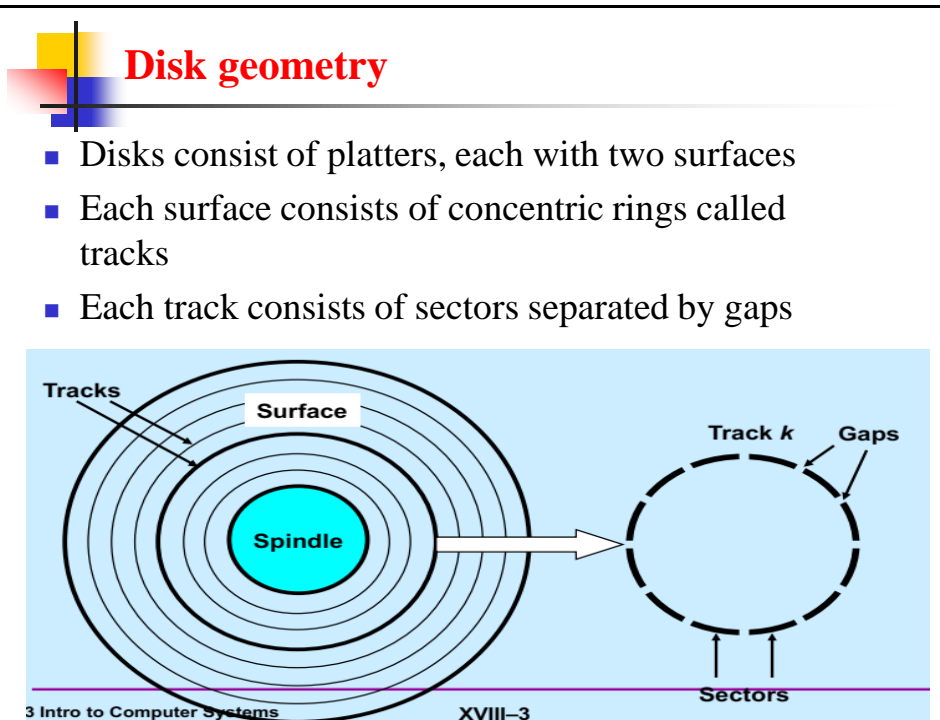 Disk geometry
Disks consist of platters, each with two surfaces
Each surface consists of concentric rings called
tracks
Each track consists of sectors separated by gaps
Tracks
Surface
Spindle
Track k
Gaps
Sectors
3 Intro to Computer Systems
XVIII–3